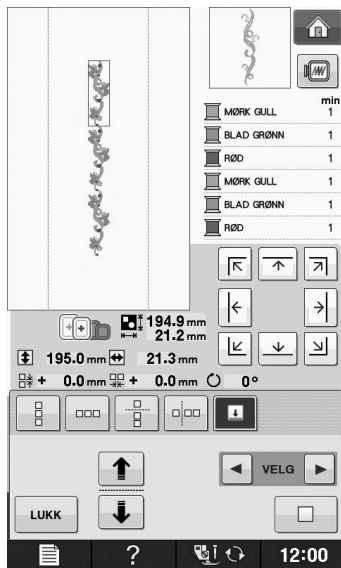 min
MØRK GULL 1
BLAD GRØNN 1
RØD 1
MØRK GULL 1
BLAD GRØNN 1
RØD 1
194.9 mm
21.2 mm
195.0 mm 21.3 mm
+ 0.0 mm + 0.0 mm 0°
VELG
LUKK
? 12:00